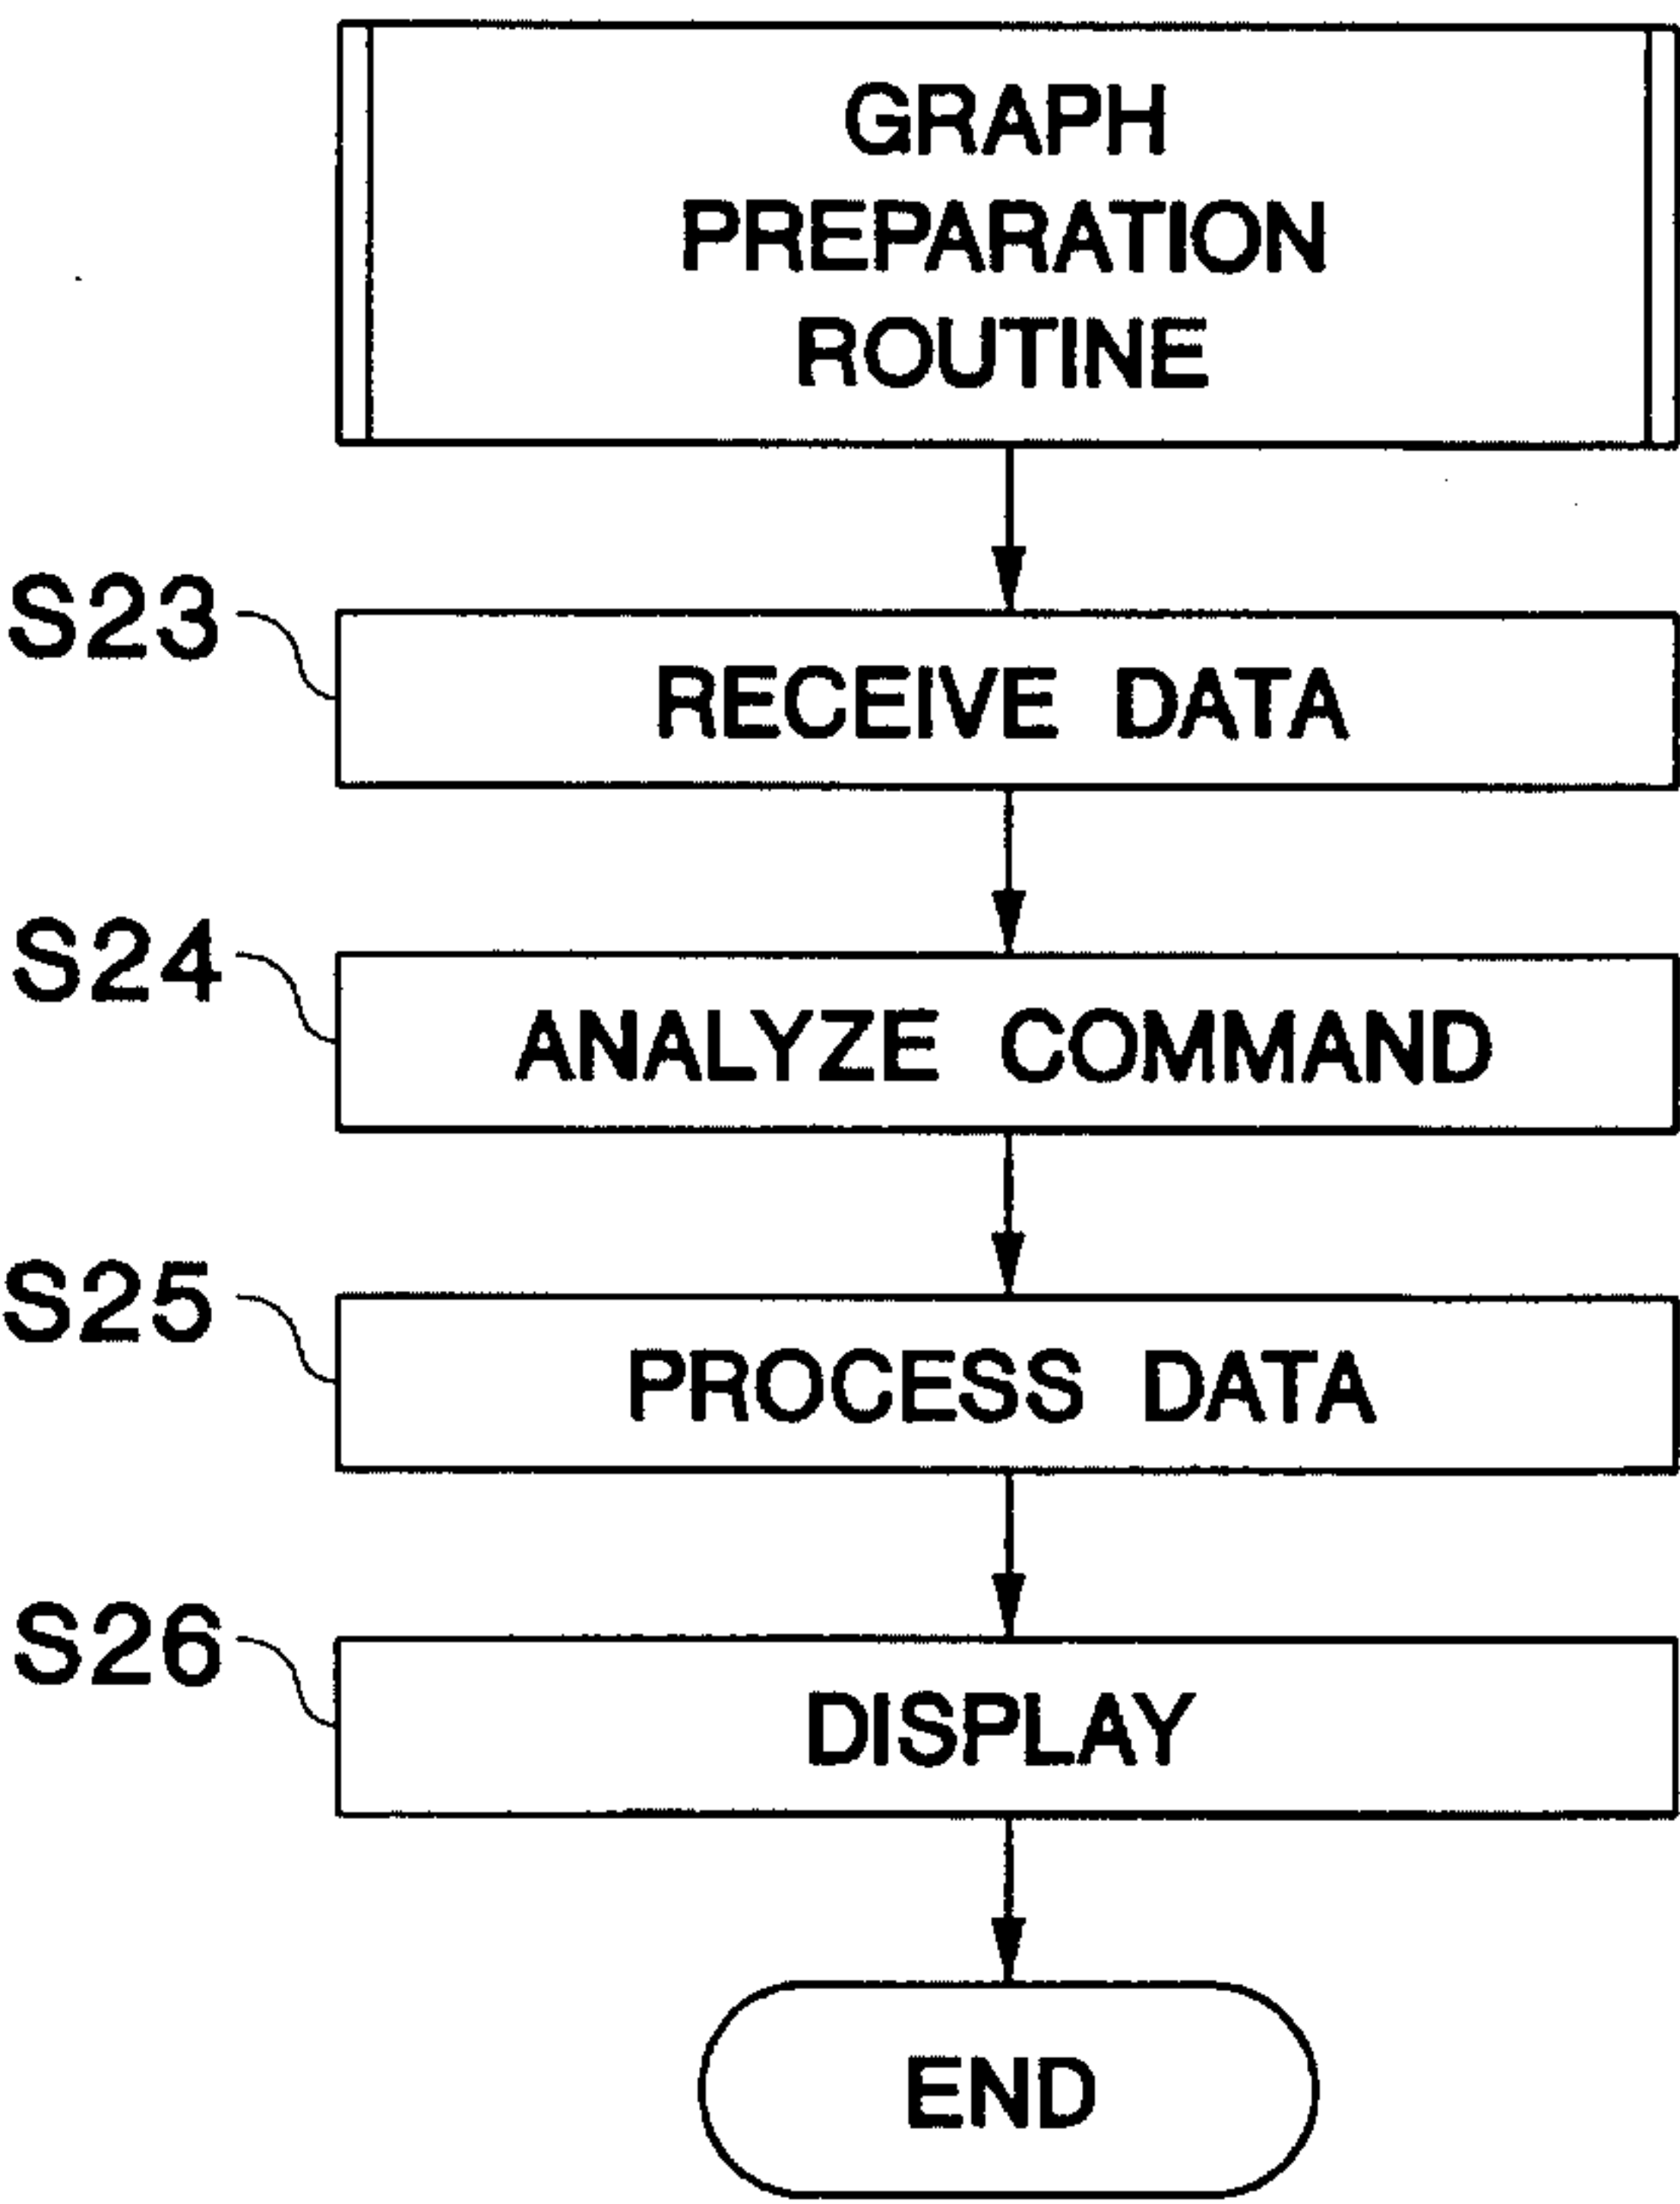 GRAPH
PREPARATION
ROUTINE
S23
RECEIVE DATA
S24
ANALYZE COMMAND
S25
PROCESS DATA
S26
DISPLAY
END